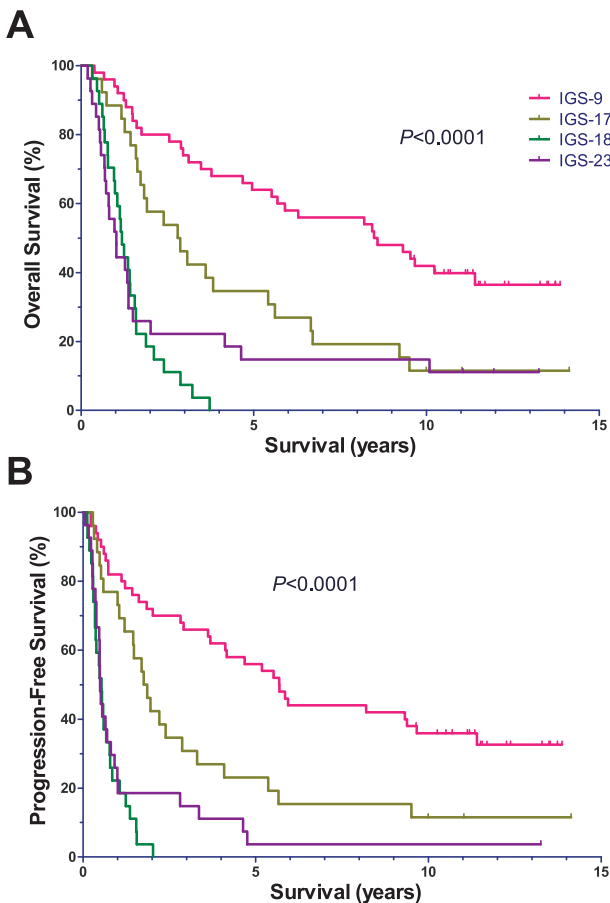 A
Overall Survival (%)
100
80
60
40
20
0
0 5 10 15
Survival (years)
P<0.0001
IGS-9
IGS-17
IGS-18
IGS-23
B
Progression-Free Survival (%)
100
80
60
40
20
0
0 5 10 15
Survival (years)
P<0.0001